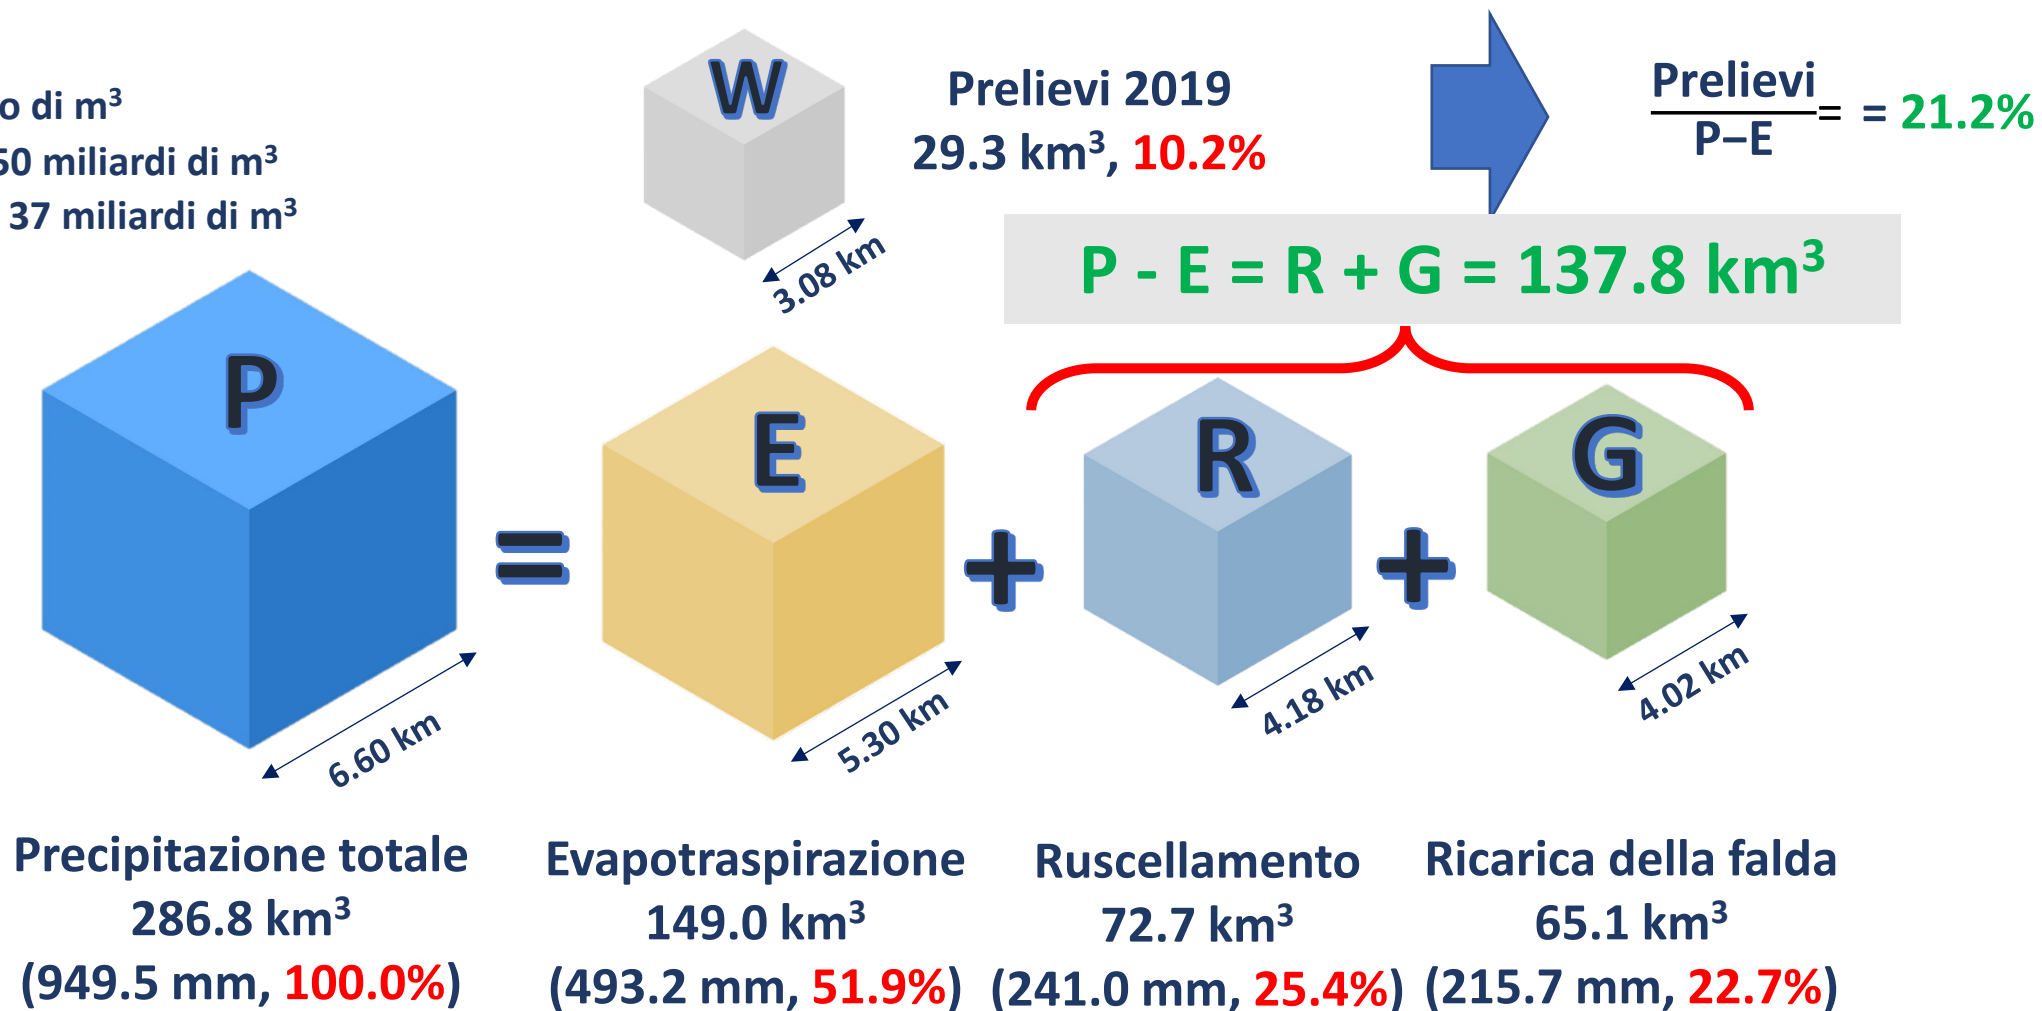 o di m³
50 miliardi di m³
37 miliardi di m³
W
Prelievi 2019
29.3 km³, 10.2%
3.08 km
Prelievi
P–E
= = 21.2%
P - E = R + G = 137.8 km³
P
=
E
+
R
+
G
6.60 km
5.30 km
4.18 km
4.02 km
Precipitazione totale
286.8 km³
(949.5 mm, 100.0%)
Evapotraspirazione
149.0 km³
(493.2 mm, 51.9%)
Ruscellamento
72.7 km³
(241.0 mm, 25.4%)
Ricarica della falda
65.1 km³
(215.7 mm, 22.7%)